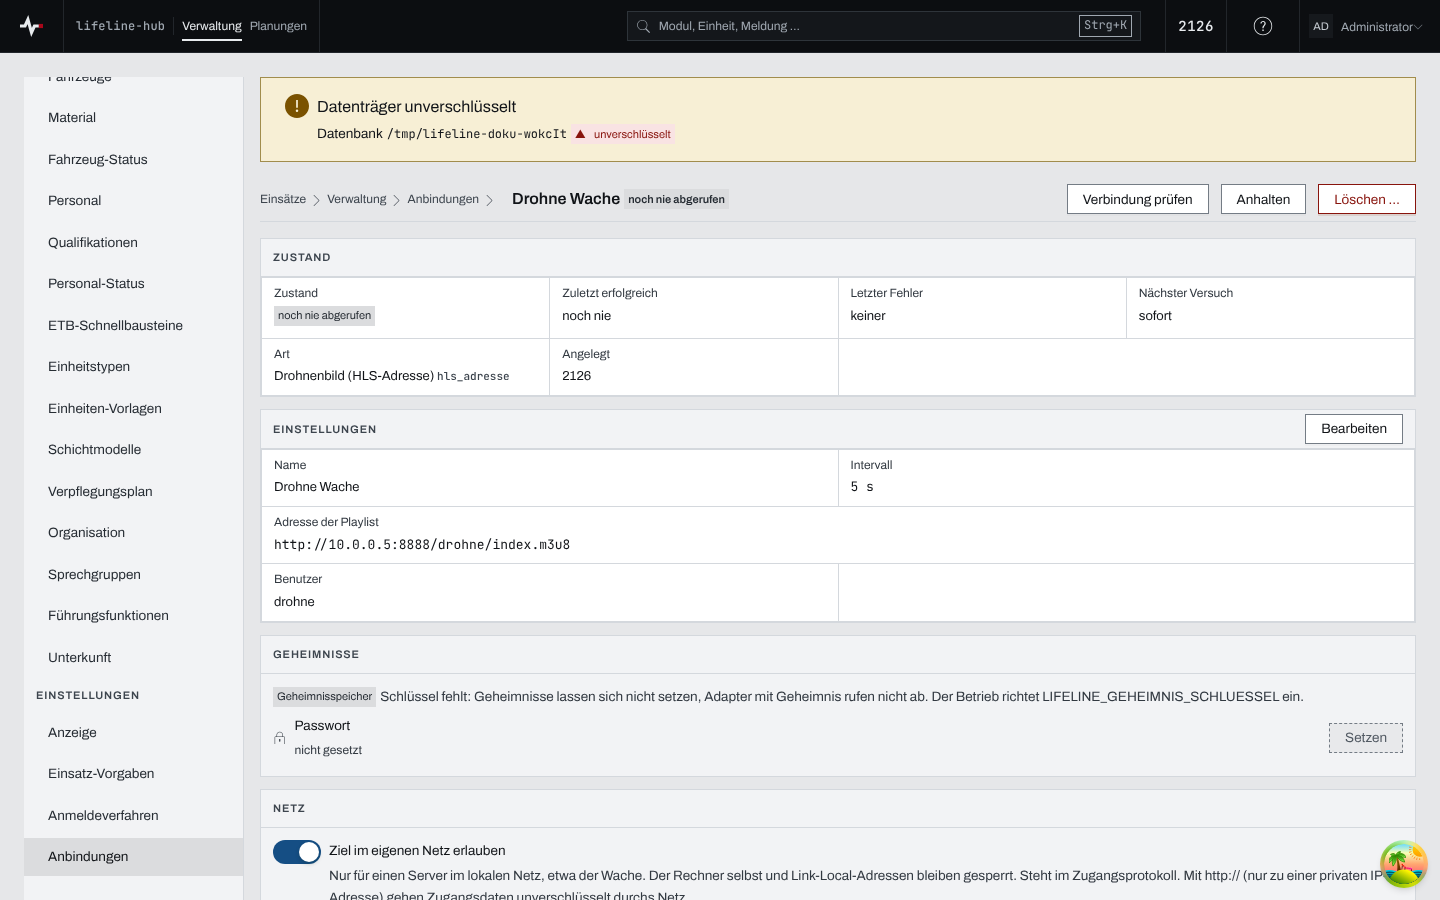 lifeline-hub
Verwaltung
Planungen
Modul, Einheit, Meldung ...
Strg+K
2126
?
AD
Administrator
Fahrzeuge
Material
Fahrzeug-Status
Personal
Qualifikationen
Personal-Status
ETB-Schnellbausteine
Einheitstypen
Einheiten-Vorlagen
Schichtmodelle
Verpflegungsplan
Organisation
Sprechgruppen
Führungsfunktionen
Unterkunft
EINSTELLUNGEN
Anzeige
Einsatz-Vorgaben
Anmeldeverfahren
Anbindungen
Datenträger unverschlüsselt
Datenbank /tmp/lifeline-doku-wokcIt unverschlüsselt
Einsätze
Verwaltung
Anbindungen
Drohne Wache noch nie abgerufen
Verbindung prüfen
Anhalten
Löschen ...
ZUSTAND
Zustand
noch nie abgerufen
Zuletzt erfolgreich
noch nie
Letzter Fehler
keiner
Nächster Versuch
sofort
Art
Drohnenbild (HLS-Adresse) hls_adresse
Angelegt
2126
EINSTELLUNGEN
Bearbeiten
Name
Drohne Wache
Intervall
5 s
Adresse der Playlist
http://10.0.0.5:8888/drohne/index.m3u8
Benutzer
drohne
GEHEIMNISSE
Geheimnisspeicher Schlüssel fehlt: Geheimnisse lassen sich nicht setzen, Adapter mit Geheimnis rufen nicht ab. Der Betrieb richtet LIFELINE_GEHEIMNIS_SCHLUESSEL ein.
Passwort
nicht gesetzt
Setzen
NETZ
Ziel im eigenen Netz erlauben
Nur für einen Server im lokalen Netz, etwa der Wache. Der Rechner selbst und Link-Local-Adressen bleiben gesperrt. Steht im Zugangsprotokoll. Mit http:// (nur zu einer privaten IP-
Adresse) gehen Zugangsdaten unverschlüsselt durchs Netz.